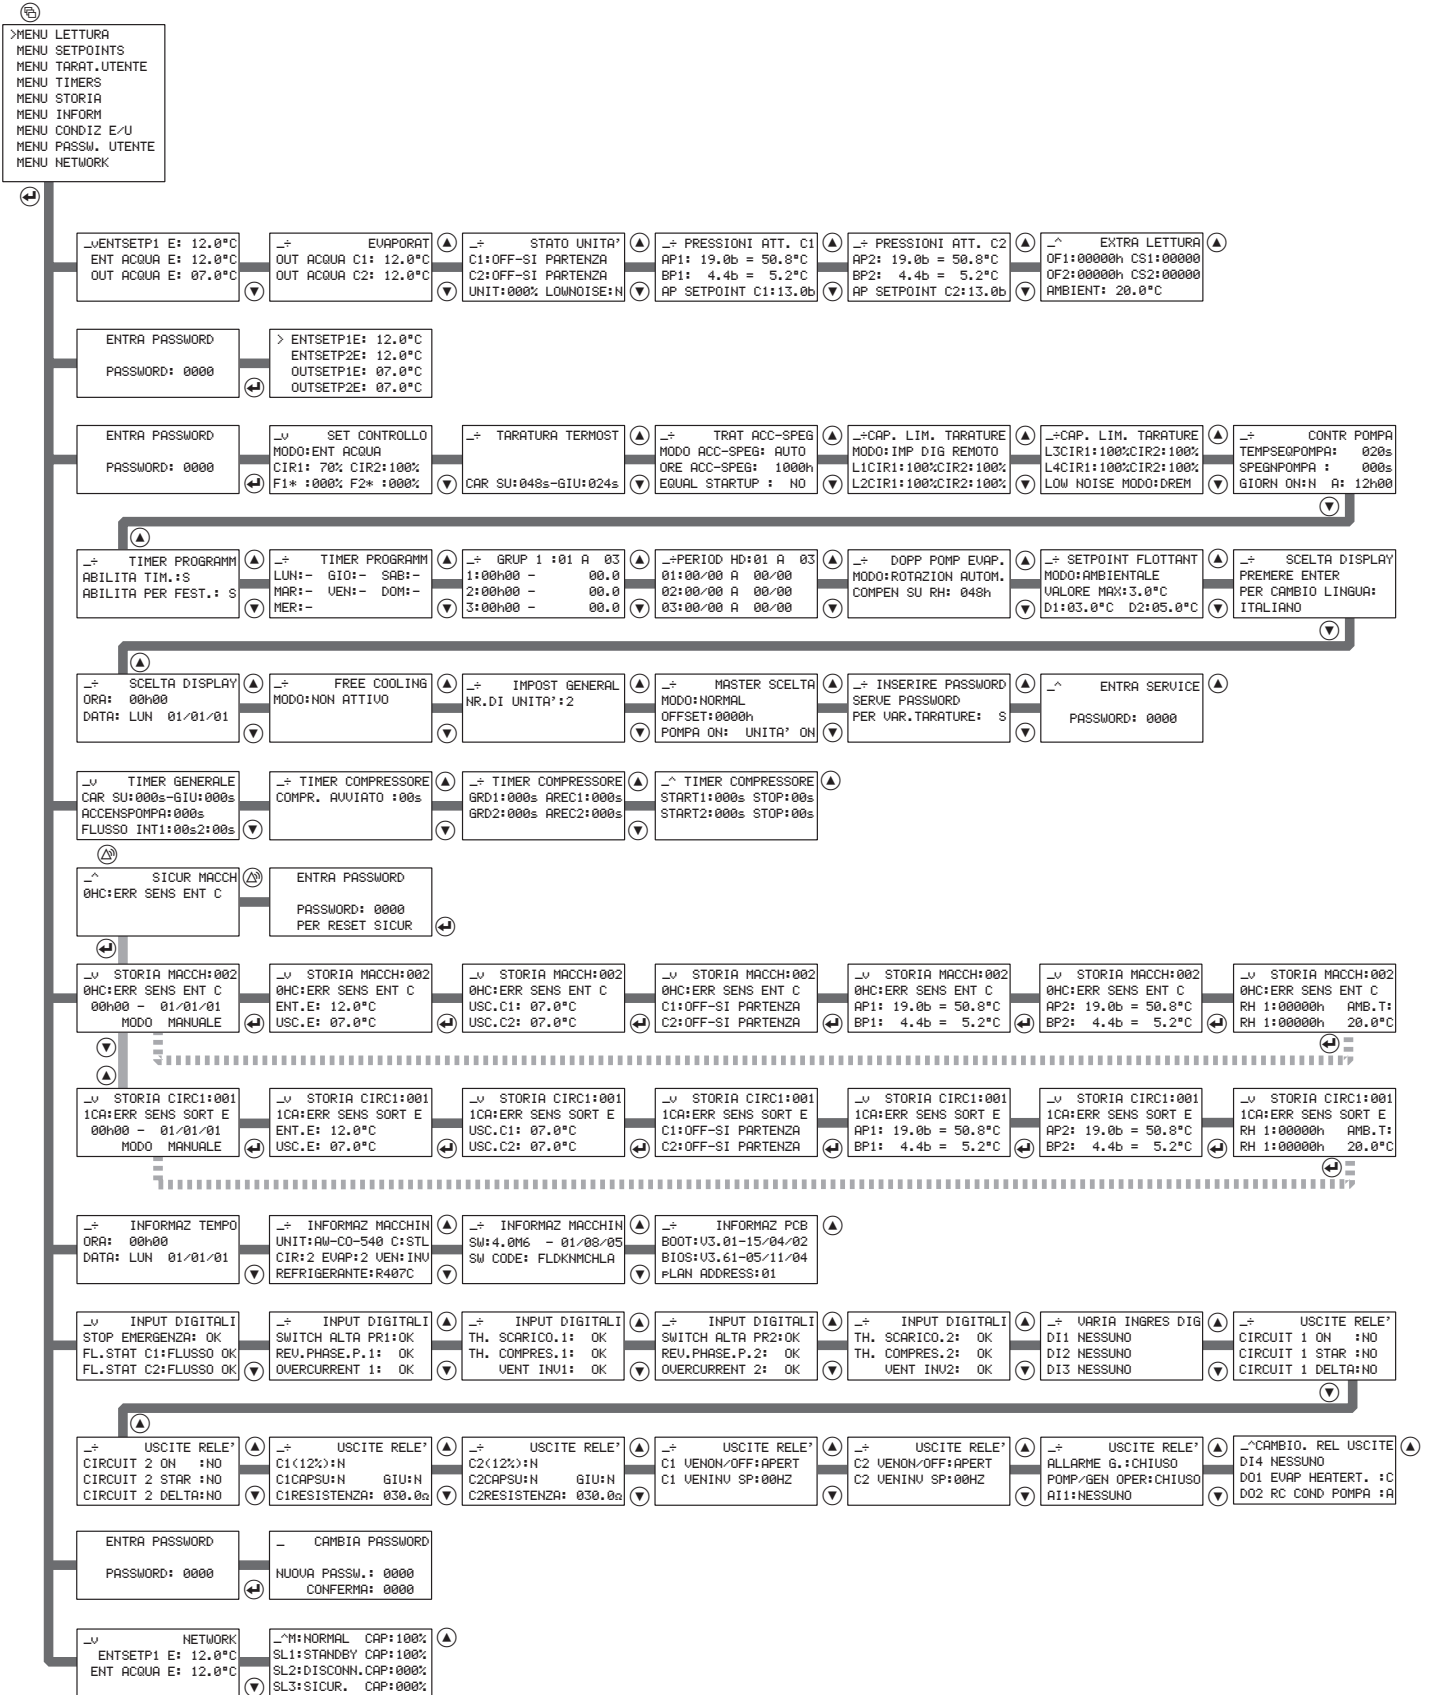 >MENU LETTURA
MENU SETPOINTS
MENU TARAT.UTENTE
MENU TIMERS
MENU STORIA
MENU INFORM
MENU CONDIZ E/U
MENU PASSW. UTENTE
MENU NETWORK
_vENTSETP1 E: 12.0°C
ENT ACQUA E: 12.0°C
OUT ACQUA E: 07.0°C
_÷ EVAPORAT
OUT ACQUA C1: 12.0°C
OUT ACQUA C2: 12.0°C
_÷ STATO UNITA'
C1:OFF-SI PARTENZA
C2:OFF-SI PARTENZA
UNIT:000% LOWNOISE:N
_÷ PRESSIONI ATT. C1
AP1: 19.0b = 50.8°C
BP1: 4.4b = 5.2°C
AP SETPOINT C1:13.0b
_÷ PRESSIONI ATT. C2
AP2: 19.0b = 50.8°C
BP2: 4.4b = 5.2°C
AP SETPOINT C2:13.0b
_^ EXTRA LETTURA
OF1:00000h CS1:00000
OF2:00000h CS2:00000
AMBIENT: 20.0°C
ENTRA PASSWORD
PASSWORD: 0000
> ENTSETP1E: 12.0°C
ENTSETP2E: 12.0°C
OUTSETP1E: 07.0°C
OUTSETP2E: 07.0°C
ENTRA PASSWORD
PASSWORD: 0000
_v SET CONTROLLO
MODO:ENT ACQUA
CIR1: 70% CIR2:100%
F1* :000% F2* :000%
_÷ TARATURA TERMOST
CAR SU:048s-GIU:024s
_÷ TRAT ACC-SPEG
MODO ACC-SPEG: AUTO
ORE ACC-SPEG: 1000h
EQUAL STARTUP : NO
_÷CAP. LIM. TARATURE
MODO:IMP DIG REMOTO
L1CIR1:100%CIR2:100%
L2CIR1:100%CIR2:100%
_÷CAP. LIM. TARATURE
L3CIR1:100%CIR2:100%
L4CIR1:100%CIR2:100%
LOW NOISE MODO:DREM
_÷ CONTR POMPA
TEMPSEQPOMPA: 020s
SPEGNPOMPA : 000s
GIORN ON:N A: 12h00
_÷ TIMER PROGRAMM
ABILITA TIM.:S
ABILITA PER FEST.: S
_÷ TIMER PROGRAMM
LUN:- GIO:- SAB:-
MAR:- VEN:- DOM:-
MER:-
_÷ GRUP 1 :01 A 03
1:00h00 - 00.0
2:00h00 - 00.0
3:00h00 - 00.0
_÷PERIOD HD:01 A 03
01:00/00 A 00/00
02:00/00 A 00/00
03:00/00 A 00/00
_÷ DOPP POMP EVAP.
MODO:ROTAZION AUTOM.
COMPEN SU RH: 048h
_÷ SETPOINT FLOTTANT
MODO:AMBIENTALE
VALORE MAX:3.0°C
D1:03.0°C D2:05.0°C
_÷ SCELTA DISPLAY
PREMERE ENTER
PER CAMBIO LINGUA:
ITALIANO
_÷ SCELTA DISPLAY
ORA: 00h00
DATA: LUN 01/01/01
_÷ FREE COOLING
MODO:NON ATTIVO
_÷ IMPOST GENERAL
NR.DI UNITA':2
_÷ MASTER SCELTA
MODO:NORMAL
OFFSET:0000h
POMPA ON: UNITA' ON
_÷ INSERIRE PASSWORD
SERVE PASSWORD
PER VAR.TARATURE: S
_^ ENTRA SERVICE
PASSWORD: 0000
_v TIMER GENERALE
CAR SU:000s-GIU:000s
ACCENSPOMPA:000s
FLUSSO INT1:00s2:00s
_÷ TIMER COMPRESSORE
COMPR. AVVIATO :00s
_÷ TIMER COMPRESSORE
GRD1:000s AREC1:000s
GRD2:000s AREC2:000s
_^ TIMER COMPRESSORE
START1:000s STOP:00s
START2:000s STOP:00s
_^ SICUR MACCH
0HC:ERR SENS ENT C
ENTRA PASSWORD
PASSWORD: 0000
PER RESET SICUR
_v STORIA MACCH:002
0HC:ERR SENS ENT C
00h00 - 01/01/01
MODO MANUALE
_v STORIA MACCH:002
0HC:ERR SENS ENT C
ENT.E: 12.0°C
USC.E: 07.0°C
_v STORIA MACCH:002
0HC:ERR SENS ENT C
USC.C1: 07.0°C
USC.C2: 07.0°C
_v STORIA MACCH:002
0HC:ERR SENS ENT C
C1:OFF-SI PARTENZA
C2:OFF-SI PARTENZA
_v STORIA MACCH:002
0HC:ERR SENS ENT C
AP1: 19.0b = 50.8°C
BP1: 4.4b = 5.2°C
_v STORIA MACCH:002
0HC:ERR SENS ENT C
AP2: 19.0b = 50.8°C
BP2: 4.4b = 5.2°C
_v STORIA MACCH:002
0HC:ERR SENS ENT C
RH 1:00000h AMB.T:
RH 1:00000h 20.0°C
_v STORIA CIRC1:001
1CA:ERR SENS SORT E
00h00 - 01/01/01
MODO MANUALE
_v STORIA CIRC1:001
1CA:ERR SENS SORT E
ENT.E: 12.0°C
USC.E: 07.0°C
_v STORIA CIRC1:001
1CA:ERR SENS SORT E
USC.C1: 07.0°C
USC.C2: 07.0°C
_v STORIA CIRC1:001
1CA:ERR SENS SORT E
C1:OFF-SI PARTENZA
C2:OFF-SI PARTENZA
_v STORIA CIRC1:001
1CA:ERR SENS SORT E
AP1: 19.0b = 50.8°C
BP1: 4.4b = 5.2°C
_v STORIA CIRC1:001
1CA:ERR SENS SORT E
AP2: 19.0b = 50.8°C
BP2: 4.4b = 5.2°C
_v STORIA CIRC1:001
1CA:ERR SENS SORT E
RH 1:00000h AMB.T:
RH 1:00000h 20.0°C
_÷ INFORMAZ TEMPO
ORA: 00h00
DATA: LUN 01/01/01
_÷ INFORMAZ MACCHIN
UNIT:AW-CO-540 C:STL
CIR:2 EVAP:2 VEN:INV
REFRIGERANTE:R407C
_÷ INFORMAZ MACCHIN
SW:4.0M6 - 01/08/05
SW CODE: FLDKNMCHLA
_÷ INFORMAZ PCB
BOOT:V3.01-15/04/02
BIOS:V3.61-05/11/04
pLAN ADDRESS:01
_v INPUT DIGITALI
STOP EMERGENZA: OK
FL.STAT C1:FLUSSO OK
FL.STAT C2:FLUSSO OK
_÷ INPUT DIGITALI
SWITCH ALTA PR1:OK
REV.PHASE.P.1: OK
OVERCURRENT 1: OK
_÷ INPUT DIGITALI
TH. SCARICO.1: OK
TH. COMPRES.1: OK
VENT INV1: OK
_÷ INPUT DIGITALI
SWITCH ALTA PR2:OK
REV.PHASE.P.2: OK
OVERCURRENT 2: OK
_÷ INPUT DIGITALI
TH. SCARICO.2: OK
TH. COMPRES.2: OK
VENT INV2: OK
_÷ VARIA INGRES DIG
DI1 NESSUNO
DI2 NESSUNO
DI3 NESSUNO
_÷ USCITE RELE'
CIRCUIT 1 ON :NO
CIRCUIT 1 STAR :NO
CIRCUIT 1 DELTA:NO
_÷ USCITE RELE'
CIRCUIT 2 ON :NO
CIRCUIT 2 STAR :NO
CIRCUIT 2 DELTA:NO
_÷ USCITE RELE'
C1(12%):N
C1CAPSU:N GIU:N
C1RESISTENZA: 030.0Ω
_÷ USCITE RELE'
C2(12%):N
C2CAPSU:N GIU:N
C2RESISTENZA: 030.0Ω
_÷ USCITE RELE'
C1 VENON/OFF:APERT
C1 VENINV SP:00HZ
_÷ USCITE RELE'
C2 VENON/OFF:APERT
C2 VENINV SP:00HZ
_÷ USCITE RELE'
ALLARME G.:CHIUSO
POMP/GEN OPER:CHIUSO
AI1:NESSUNO
_^CAMBIO. REL USCITE
DI4 NESSUNO
DO1 EVAP HEATERT. :C
DO2 RC COND POMPA :A
ENTRA PASSWORD
PASSWORD: 0000
_ CAMBIA PASSWORD
NUOVA PASSW.: 0000
CONFERMA: 0000
_v NETWORK
ENTSETP1 E: 12.0°C
ENT ACQUA E: 12.0°C
_^M:NORMAL CAP:100%
SL1:STANDBY CAP:100%
SL2:DISCONN.CAP:000%
SL3:SICUR. CAP:000%